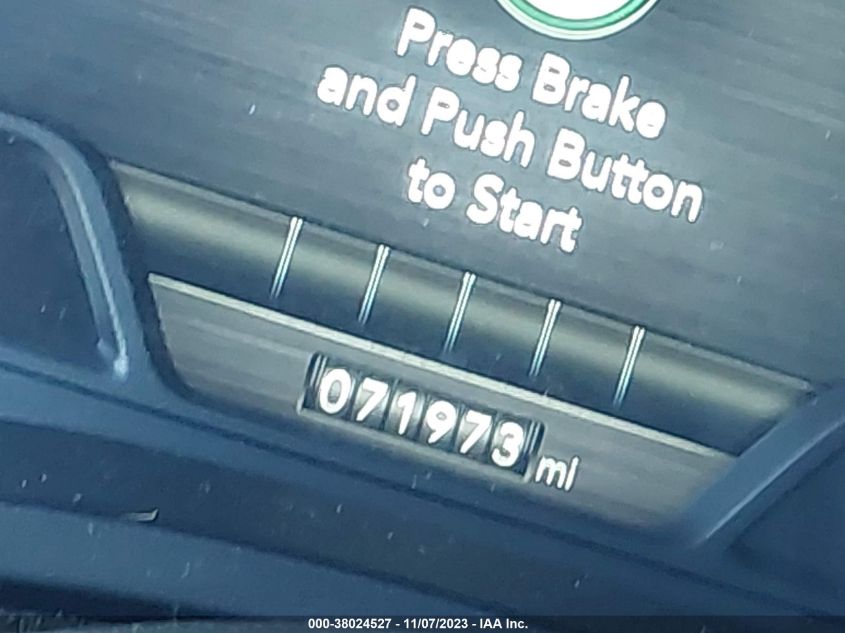 Press Brake
and Push Button
to Start
071973 mi
000-38024527 - 11/07/2023 - IAA Inc.